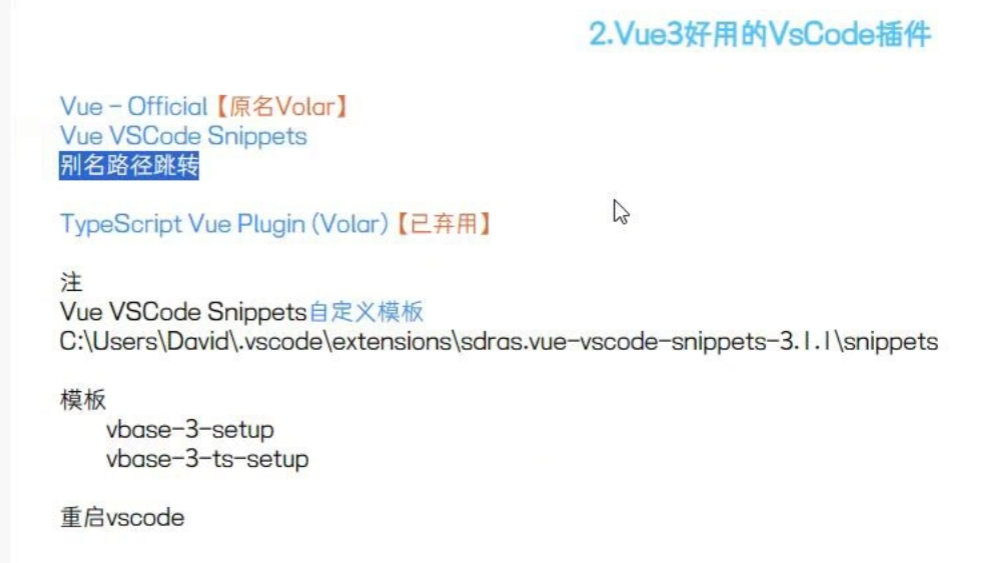 2.Vue3好用的VsCode插件
Vue - Official【原名Volar】
Vue VSCode Snippets
别名路径跳转
TypeScript Vue Plugin (Volar)【已弃用】
注
Vue VSCode Snippets自定义模板
C:\Users\David\.vscode\extensions\sdras.vue-vscode-snippets-3.1.1\snippets
模板
vbase-3-setup
vbase-3-ts-setup
重启vscode